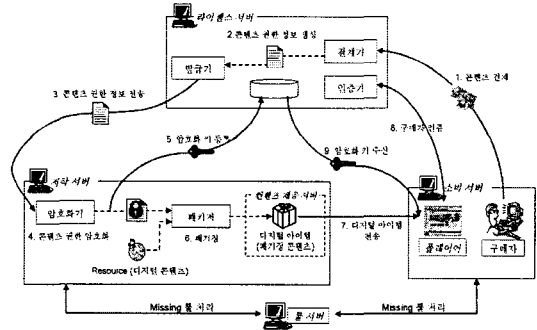 라이센스 서버
2.콘텐츠 권한 정보 생성
결제기
발급기
인증기
1. 콘텐츠 결제
3. 콘텐츠 권한 정보 전송
5. 암호화 키 등록
8. 구매자 인증
9. 암호화 키 수신
제작 서버
컨텐츠 제공 서버
소비 서버
암호화기
패키저
4. 콘텐츠 권한 암호화
6. 패키징
디지털 아이템
(패키징 콘텐츠)
7. 디지털 아이템
전송
플레이어
구매자
Resource (디지털 콘텐츠)
Missing 툴 처리
Missing 툴 처리
툴 서버